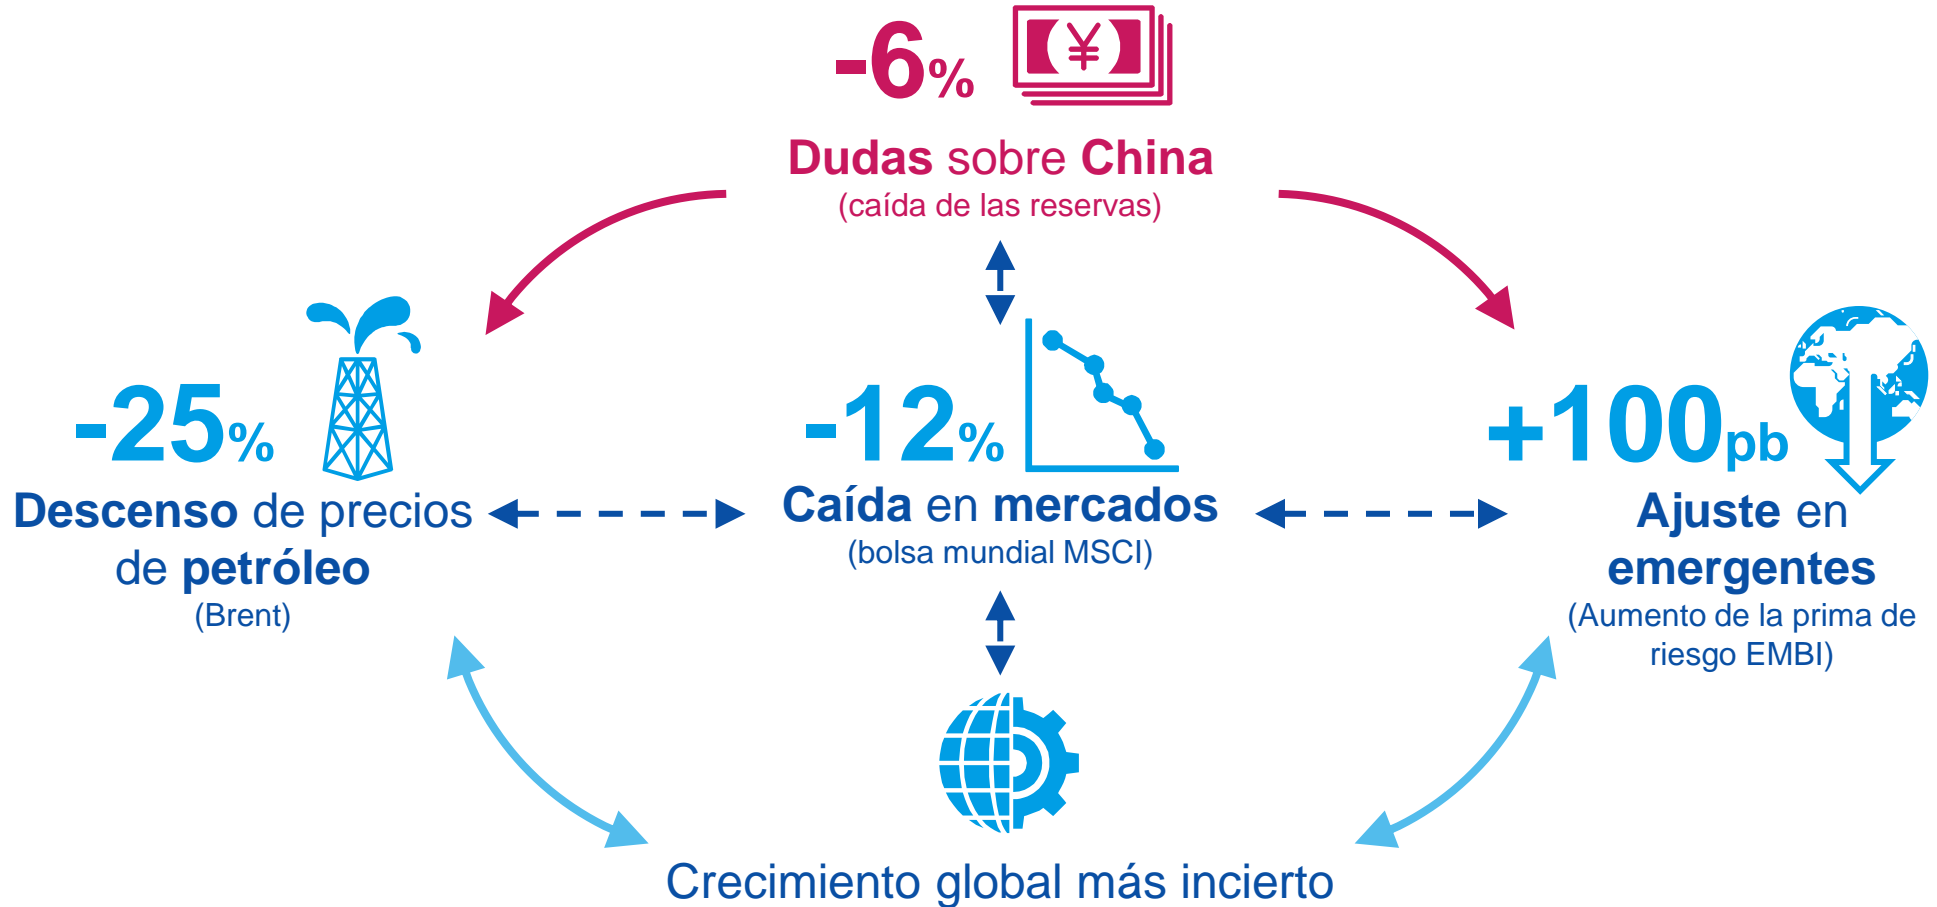 -6%
¥
Dudas sobre China
(caída de las reservas)
-25%
Descenso de precios
de petróleo
(Brent)
-12%
Caída en mercados
(bolsa mundial MSCI)
+100pb
Ajuste en
emergentes
(Aumento de la prima de
riesgo EMBI)
Crecimiento global más incierto